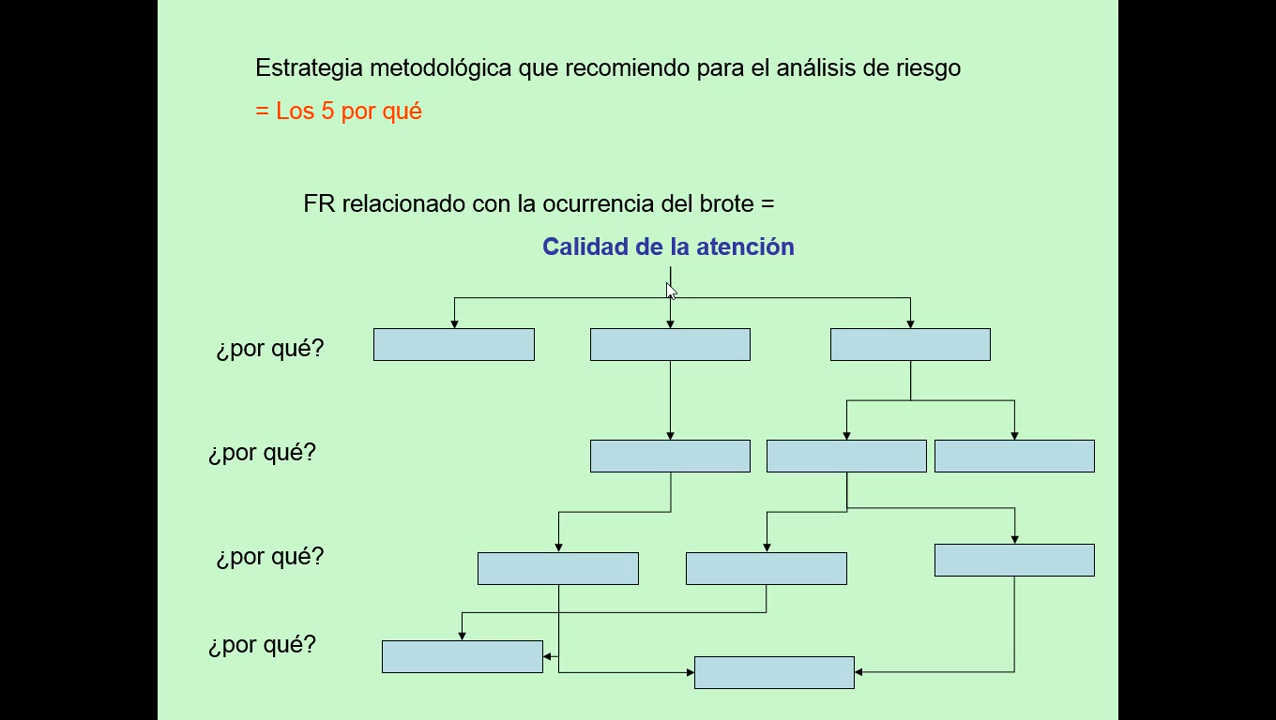 Estrategia metodológica que recomiendo para el análisis de riesgo
= Los 5 por qué
FR relacionado con la ocurrencia del brote =
Calidad de la atención
¿por qué?
¿por qué?
¿por qué?
¿por qué?